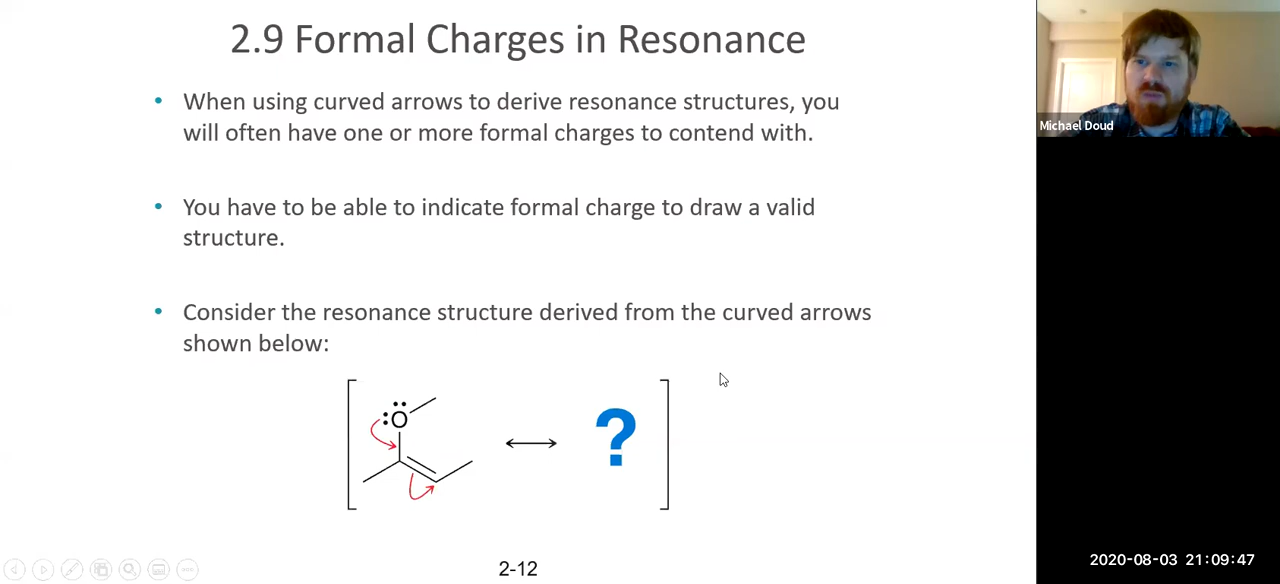 2.9 Formal Charges in Resonance
• When using curved arrows to derive resonance structures, you
will often have one or more formal charges to contend with.
• You have to be able to indicate formal charge to draw a valid
structure.
• Consider the resonance structure derived from the curved arrows
shown below:
:O
?
2-12
Michael Doud
2020-08-03 21:09:47